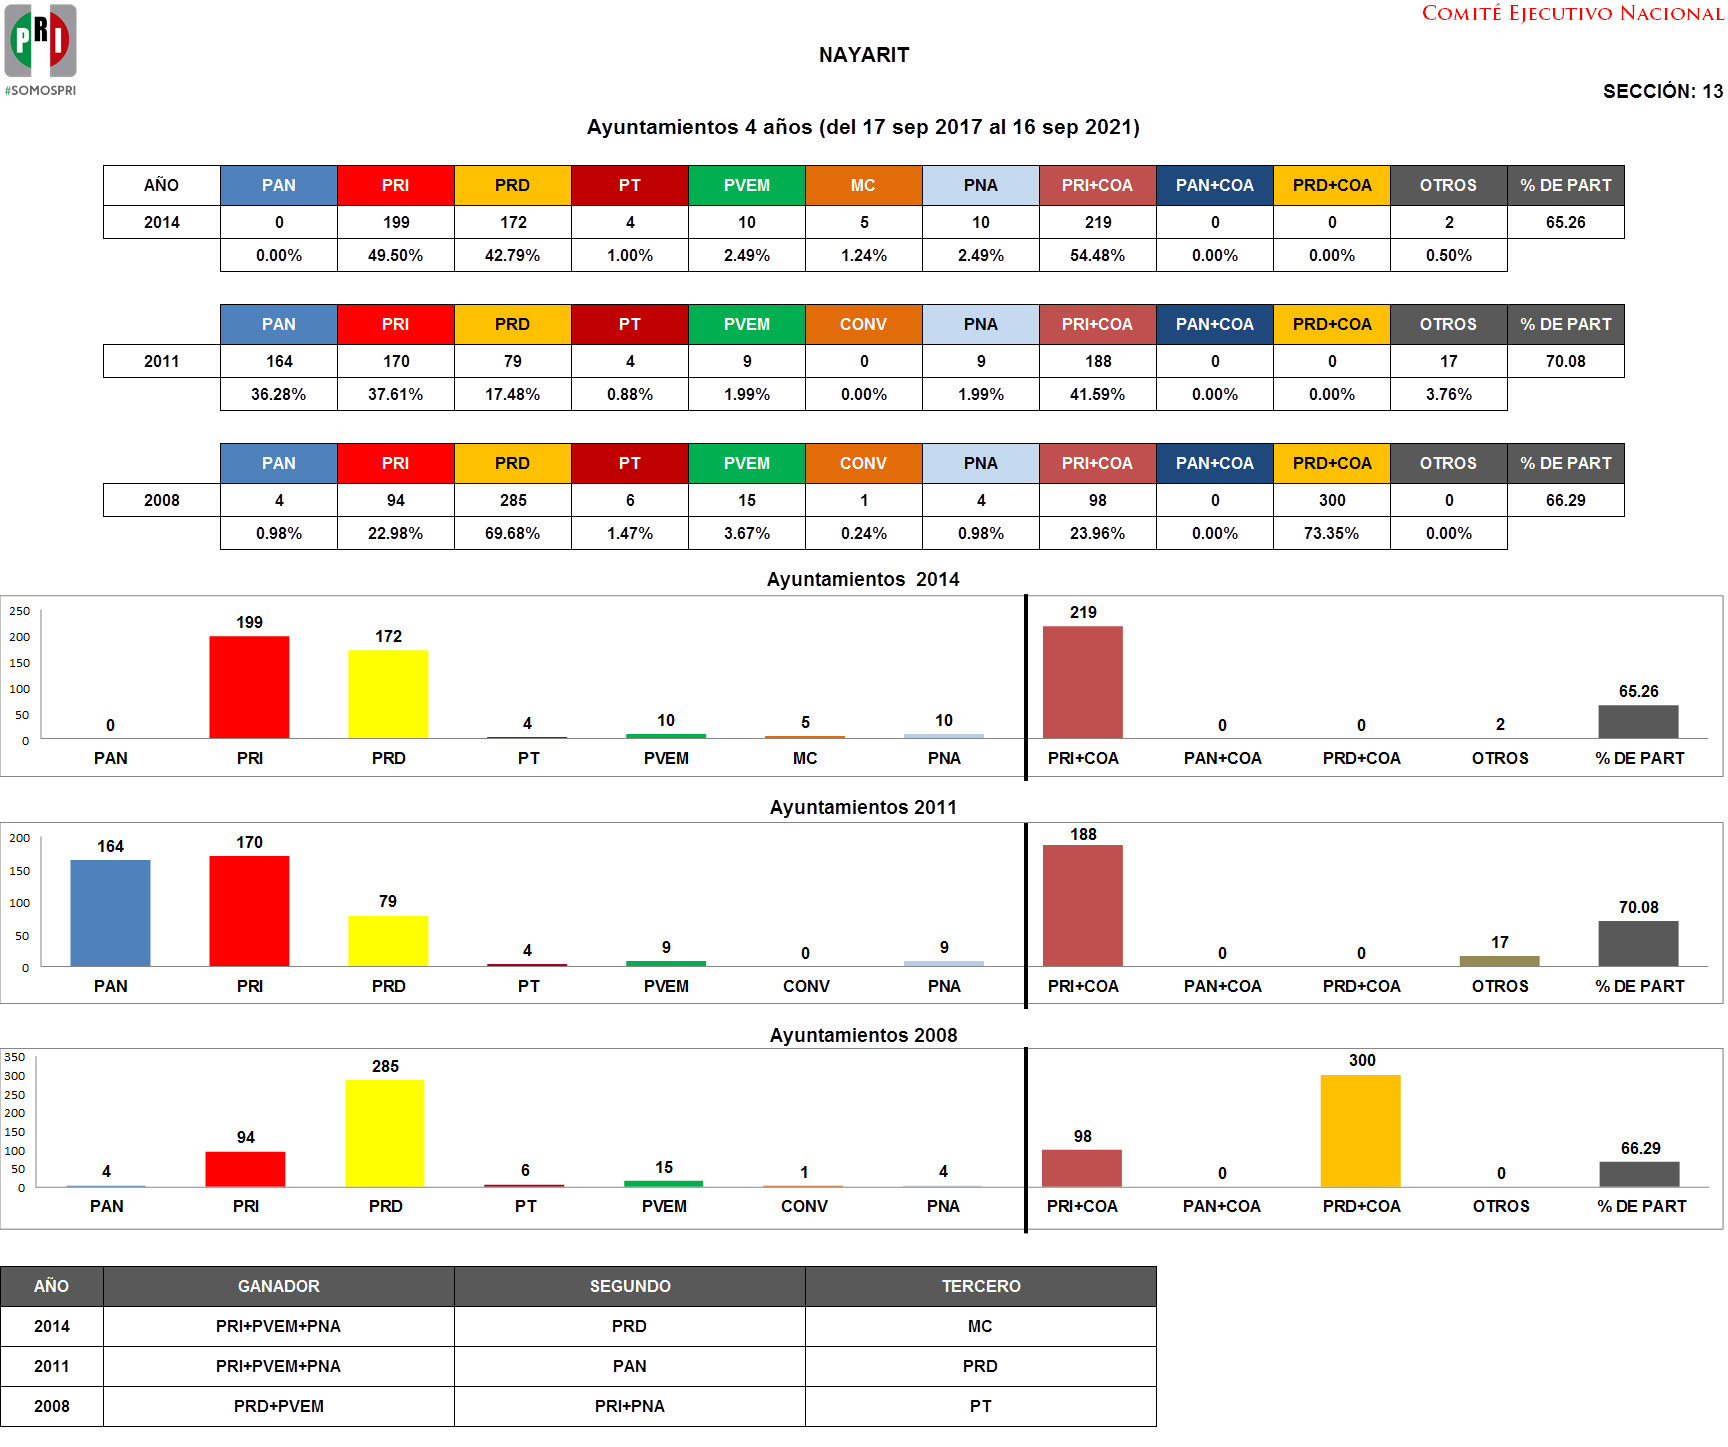 PRI
#SOMOSPRI
COMITÉ EJECUTIVO NACIONAL
NAYARIT
SECCIÓN: 13
Ayuntamientos 4 años (del 17 sep 2017 al 16 sep 2021)
AÑO PAN PRI PRD PT PVEM MC PNA PRI+COA PAN+COA PRD+COA OTROS % DE PART
2014 0 199 172 4 10 5 10 219 0 0 2 65.26
0.00% 49.50% 42.79% 1.00% 2.49% 1.24% 2.49% 54.48% 0.00% 0.00% 0.50%
PAN PRI PRD PT PVEM CONV PNA PRI+COA PAN+COA PRD+COA OTROS % DE PART
2011 164 170 79 4 9 0 9 188 0 0 17 70.08
36.28% 37.61% 17.48% 0.88% 1.99% 0.00% 1.99% 41.59% 0.00% 0.00% 3.76%
PAN PRI PRD PT PVEM CONV PNA PRI+COA PAN+COA PRD+COA OTROS % DE PART
2008 4 94 285 6 15 1 4 98 0 300 0 66.29
0.98% 22.98% 69.68% 1.47% 3.67% 0.24% 0.98% 23.96% 0.00% 73.35% 0.00%
Ayuntamientos 2014
250
200
150
100
50
0
0 199 172 4 10 5 10 219 0 0 2 65.26
PAN PRI PRD PT PVEM MC PNA PRI+COA PAN+COA PRD+COA OTROS % DE PART
Ayuntamientos 2011
200
150
100
50
0
164 170 79 4 9 0 9 188 0 0 17 70.08
PAN PRI PRD PT PVEM CONV PNA PRI+COA PAN+COA PRD+COA OTROS % DE PART
Ayuntamientos 2008
350
300
250
200
150
100
50
0
4 94 285 6 15 1 4 98 0 300 0 66.29
PAN PRI PRD PT PVEM CONV PNA PRI+COA PAN+COA PRD+COA OTROS % DE PART
AÑO GANADOR SEGUNDO TERCERO
2014 PRI+PVEM+PNA PRD MC
2011 PRI+PVEM+PNA PAN PRD
2008 PRD+PVEM PRI+PNA PT